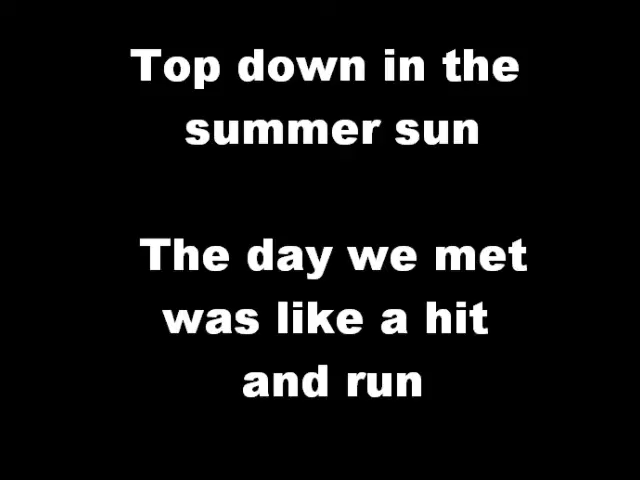 Top down in the
summer sun
The day we met
was like a hit
and run